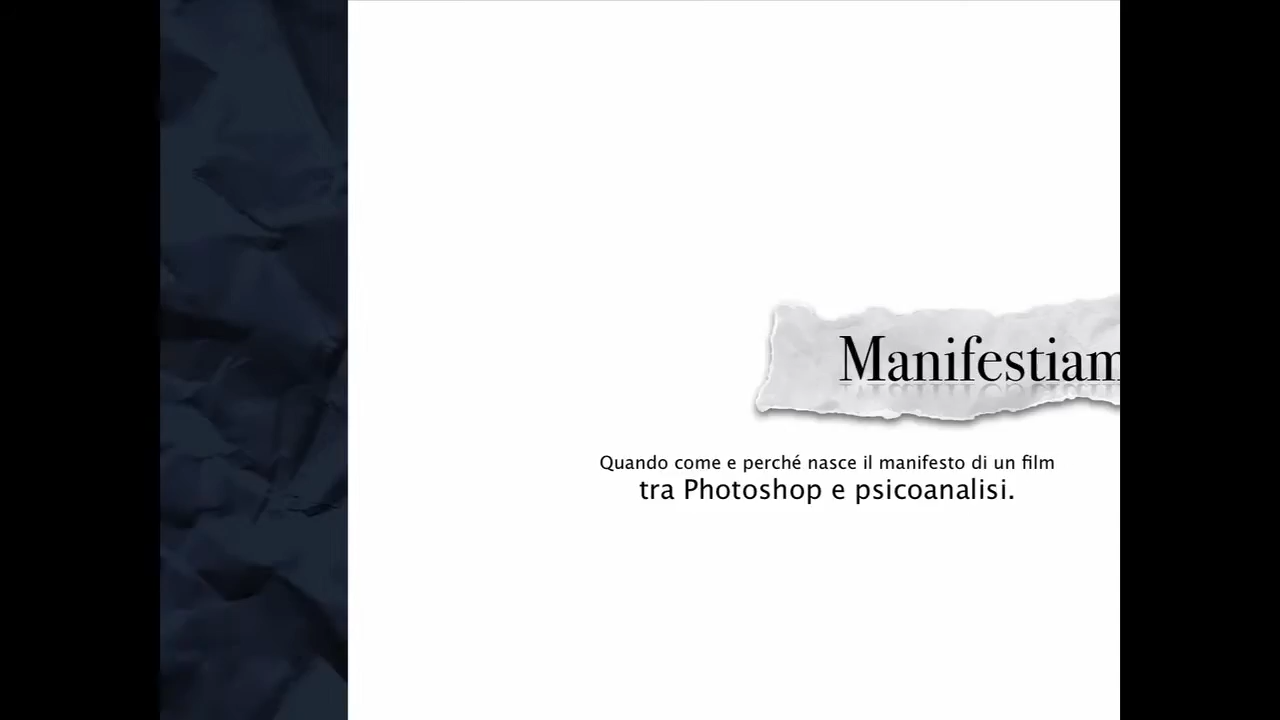 Manifestiam
Quando come e perché nasce il manifesto di un film
tra Photoshop e psicoanalisi.